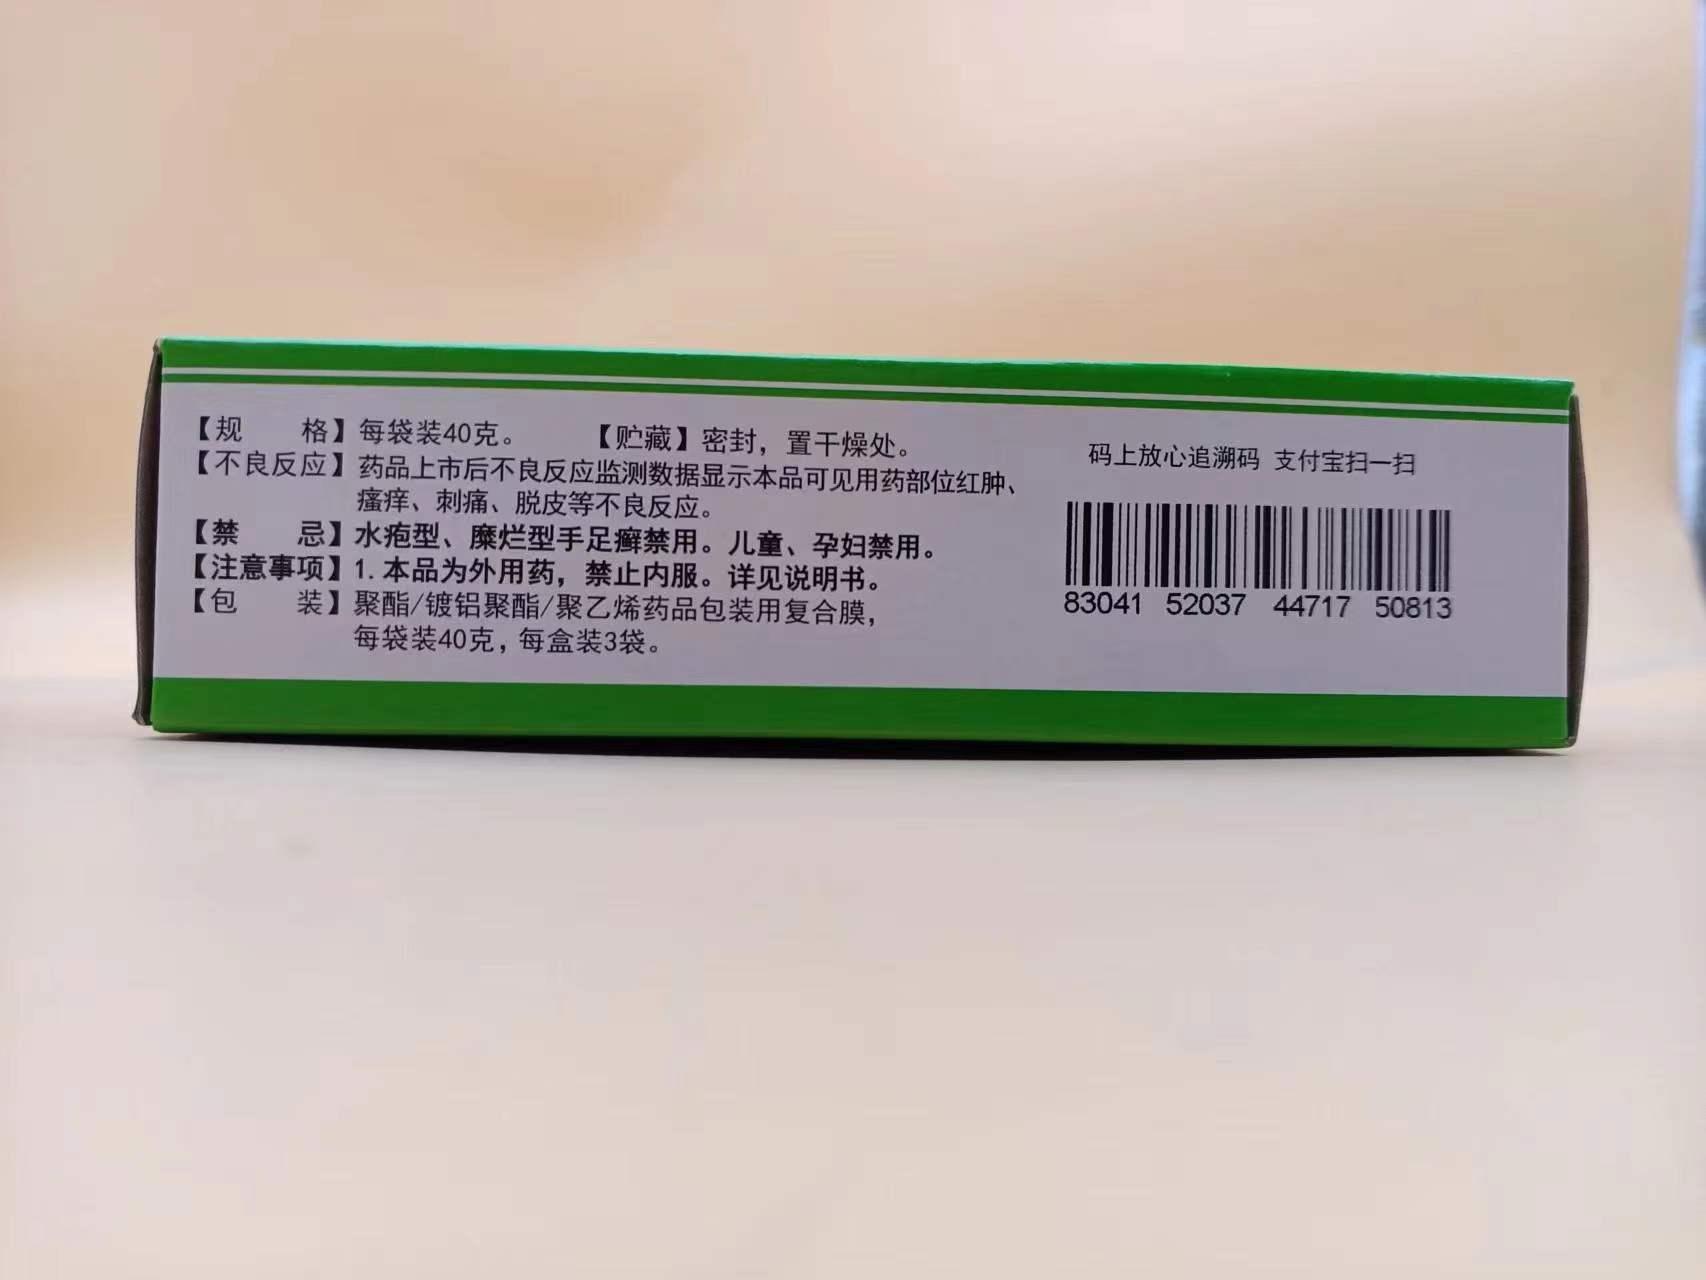 【规　　格】每袋装40克。　　【贮藏】密封，置干燥处。
【不良反应】药品上市后不良反应监测数据显示本品可见用药部位红肿、
瘙痒、刺痛、脱皮等不良反应。
【禁　　忌】水疱型、糜烂型手足癣禁用。儿童、孕妇禁用。
【注意事项】1.本品为外用药，禁止内服。详见说明书。
【包　　装】聚酯/镀铝聚酯/聚乙烯药品包装用复合膜，
每袋装40克，每盒装3袋。
码上放心追溯码 支付宝扫一扫
83041 52037 44717 50813